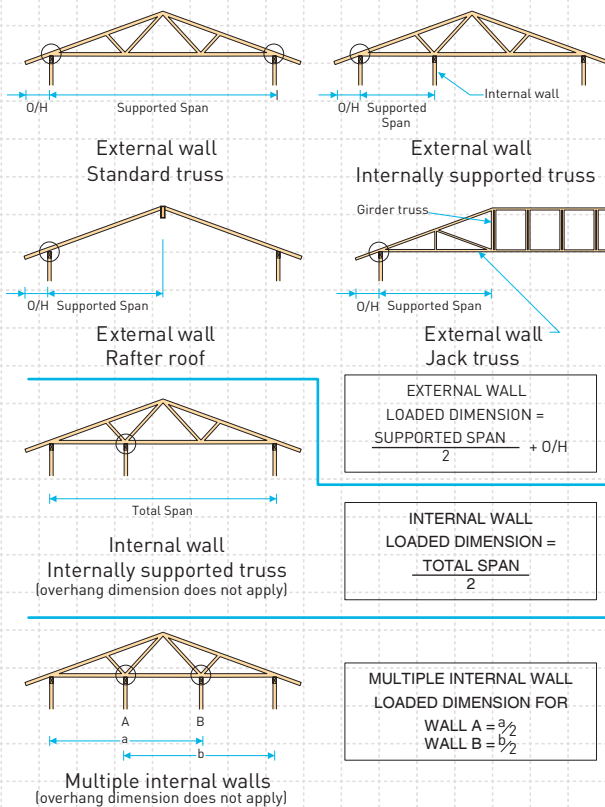 O/H
Supported Span
External wall
Standard truss
Internal wall
O/H
Supported
Span
External wall
Internally supported truss
O/H
Supported Span
External wall
Rafter roof
Girder truss
O/H
Supported Span
External wall
Jack truss
EXTERNAL WALL
LOADED DIMENSION =
SUPPORTED SPAN
2
+ O/H
Total Span
Internal wall
Internally supported truss
(overhang dimension does not apply)
INTERNAL WALL
LOADED DIMENSION =
TOTAL SPAN
2
A
B
a
b
Multiple internal walls
(overhang dimension does not apply)
MULTIPLE INTERNAL WALL
LOADED DIMENSION FOR
WALL A = a/2
WALL B = b/2